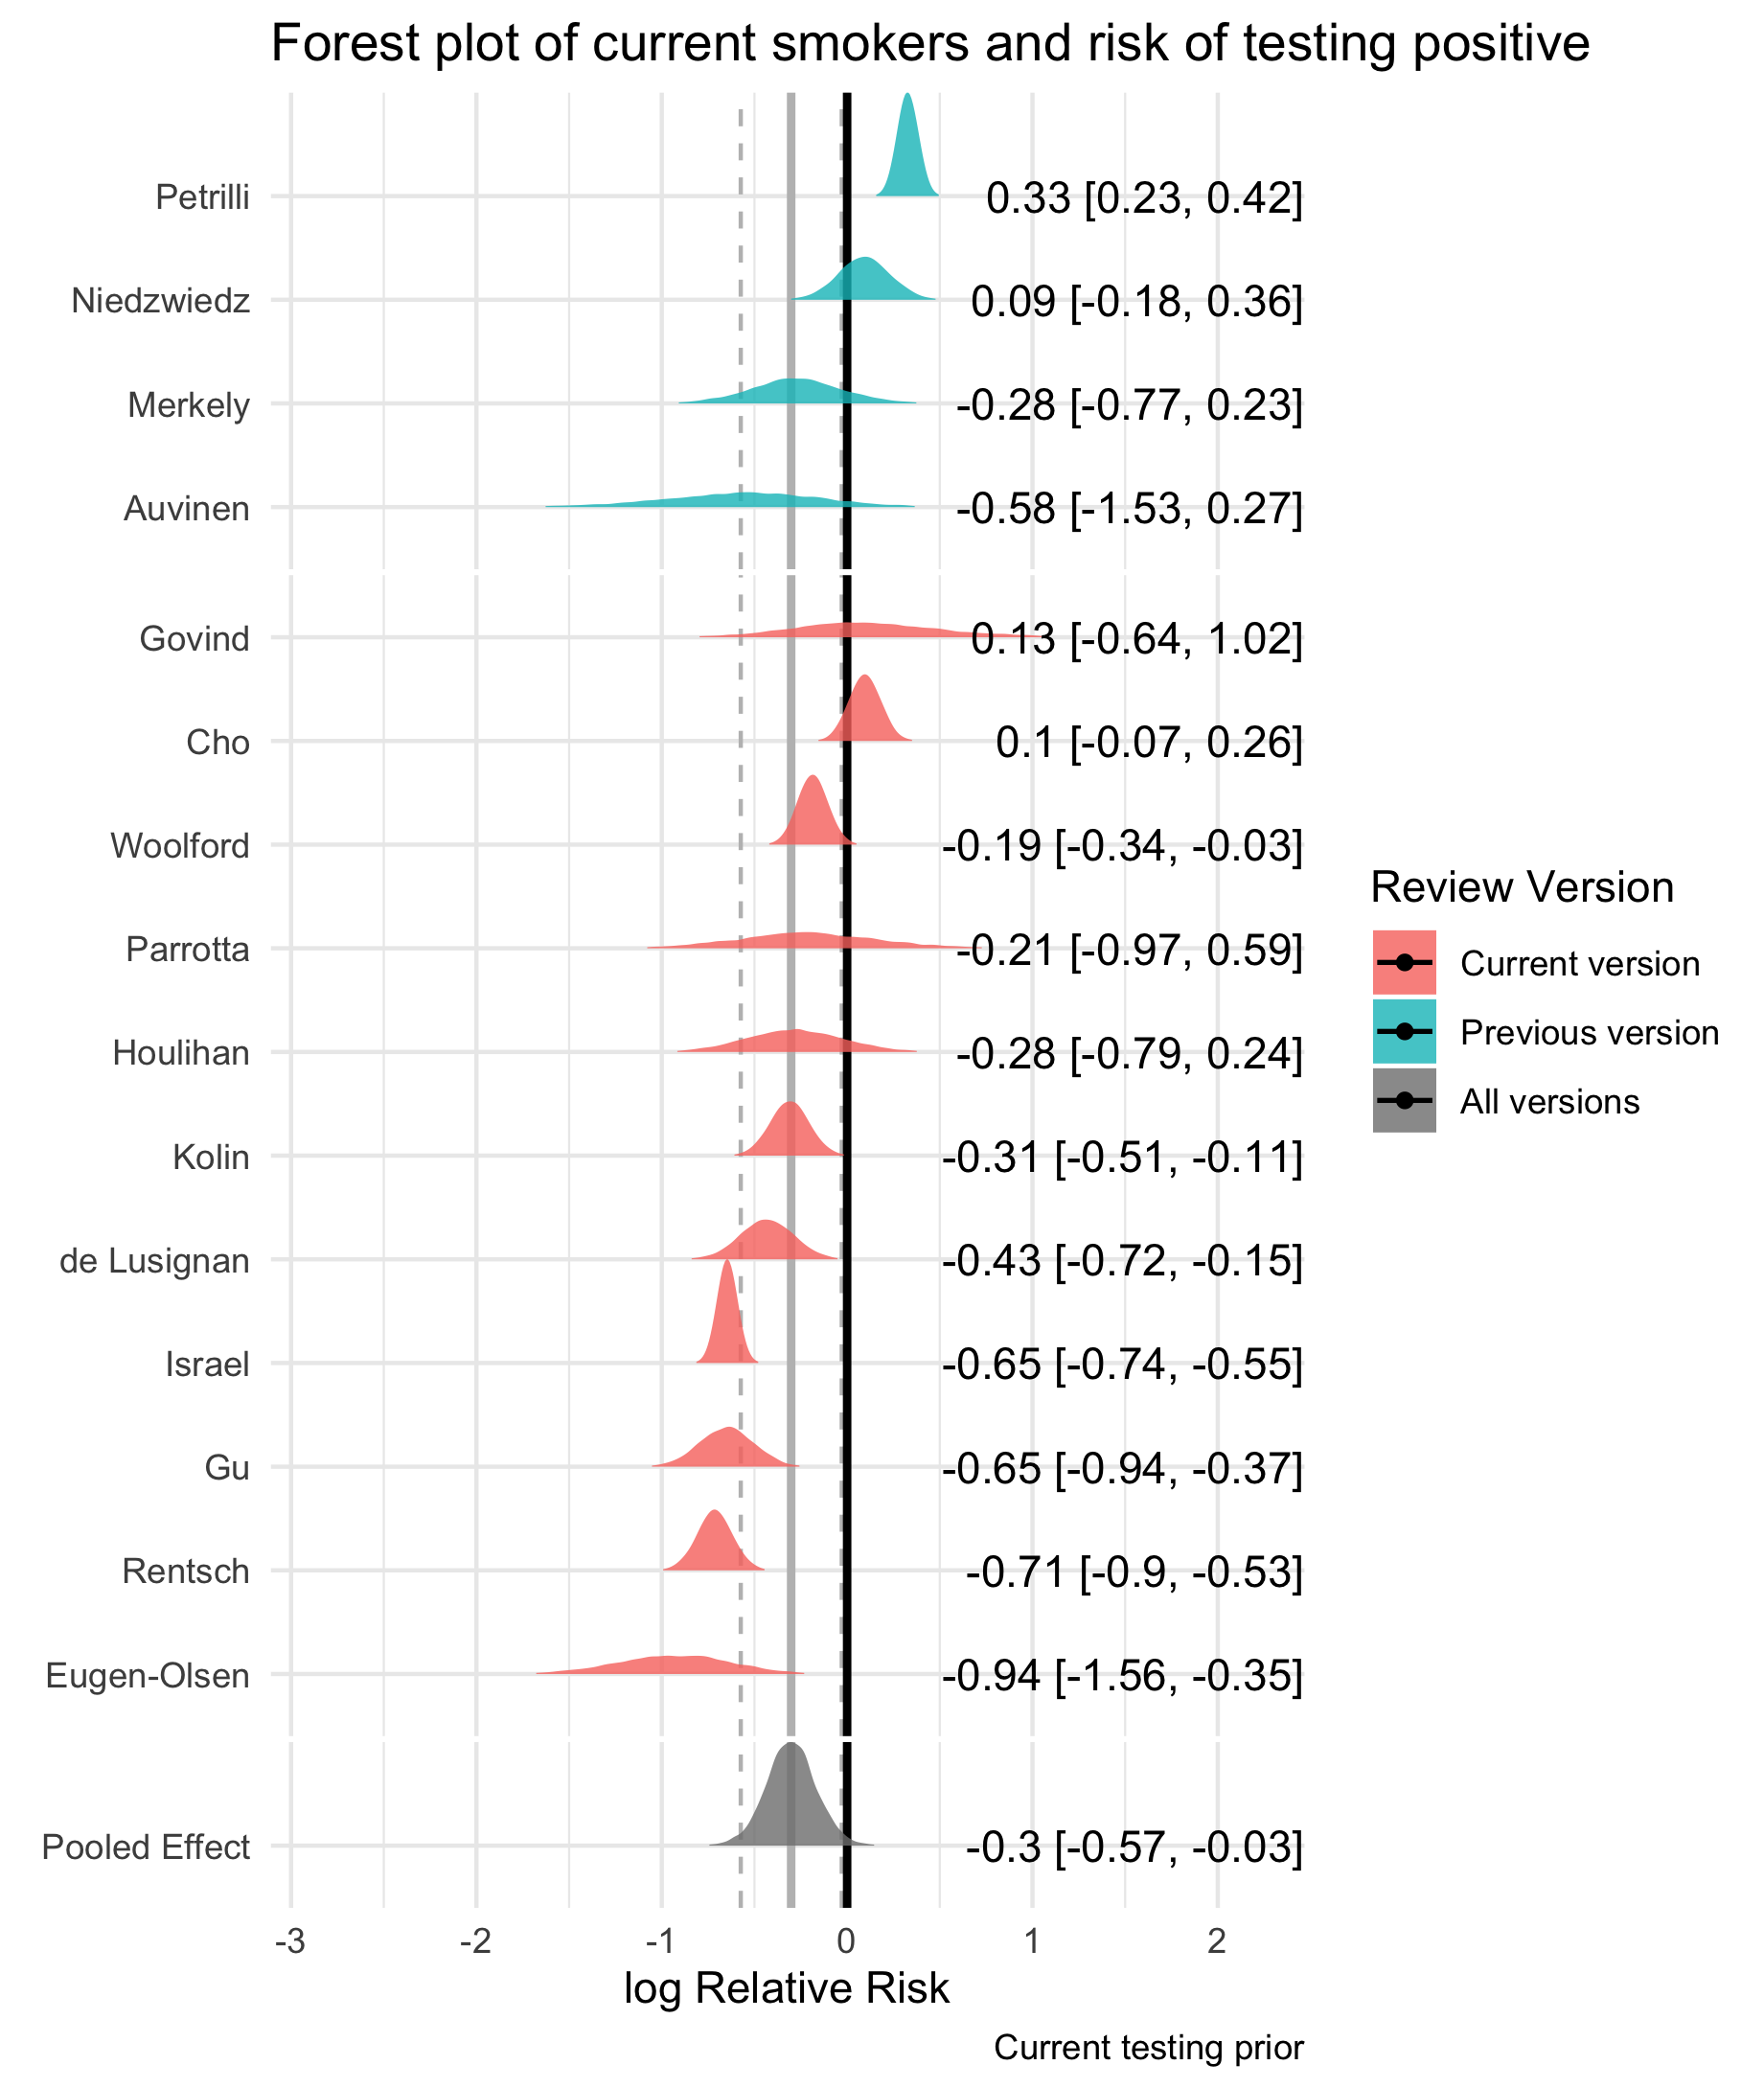 Forest plot of current smokers and risk of testing positive
Petrilli 0.33 [0.23, 0.42]
Niedzwiedz 0.09 [-0.18, 0.36]
Merkely -0.28 [-0.77, 0.23]
Auvinen -0.58 [-1.53, 0.27]
Govind 0.13 [-0.64, 1.02]
Cho 0.1 [-0.07, 0.26]
Woolford -0.19 [-0.34, -0.03]
Parrotta -0.21 [-0.97, 0.59]
Houlihan -0.28 [-0.79, 0.24]
Kolin -0.31 [-0.51, -0.11]
de Lusignan -0.43 [-0.72, -0.15]
Israel -0.65 [-0.74, -0.55]
Gu -0.65 [-0.94, -0.37]
Rentsch -0.71 [-0.9, -0.53]
Eugen-Olsen -0.94 [-1.56, -0.35]
Pooled Effect -0.3 [-0.57, -0.03]
-3 -2 -1 0 1 2
log Relative Risk
Current testing prior
Review Version
Current version
Previous version
All versions